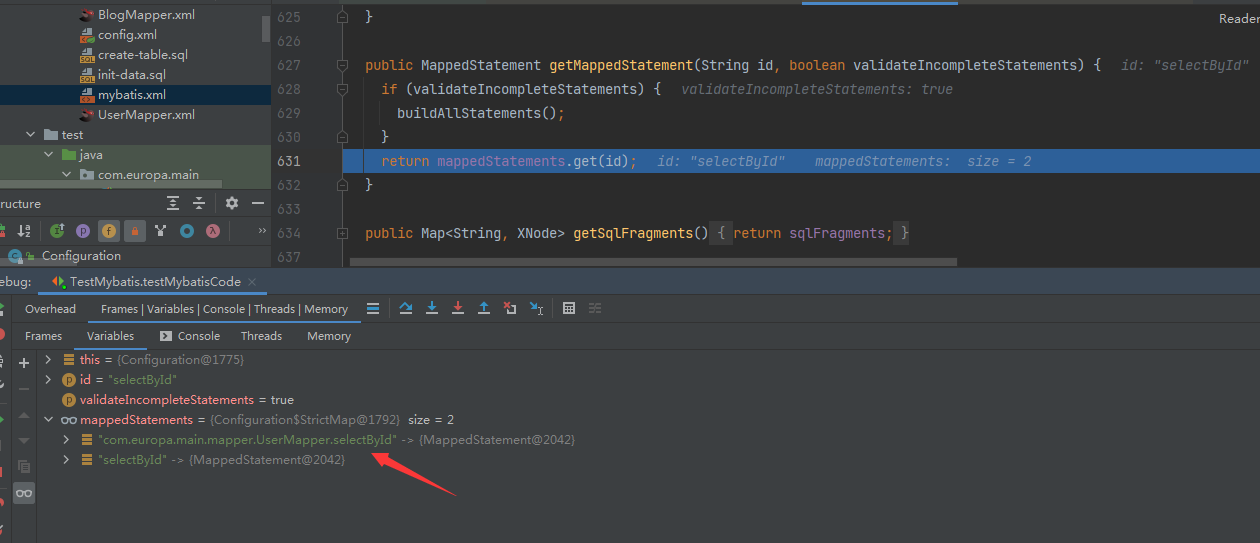 BlogMapper.xml
config.xml
create-table.sql
init-data.sql
mybatis.xml
UserMapper.xml
test
java
com.europa.main
ructure
Configuration
Reader
625 }
626
627 public MappedStatement getMappedStatement(String id, boolean validateIncompleteStatements) { id: "selectById"
628 if (validateIncompleteStatements) { validateIncompleteStatements: true
629 buildAllStatements();
630 }
631 return mappedStatements.get(id); id: "selectById" mappedStatements: size = 2
632 }
633
634 public Map<String, XNode> getSqlFragments() { return sqlFragments; }
637
ebug: TestMybatis.testMybatisCode ×
Overhead Frames | Variables | Console | Threads | Memory
Frames Variables Console Threads Memory
this = {Configuration@1775}
id = "selectById"
validateIncompleteStatements = true
mappedStatements = {Configuration$StrictMap@1792} size = 2
"com.europa.main.mapper.UserMapper.selectById" -> {MappedStatement@2042}
"selectById" -> {MappedStatement@2042}